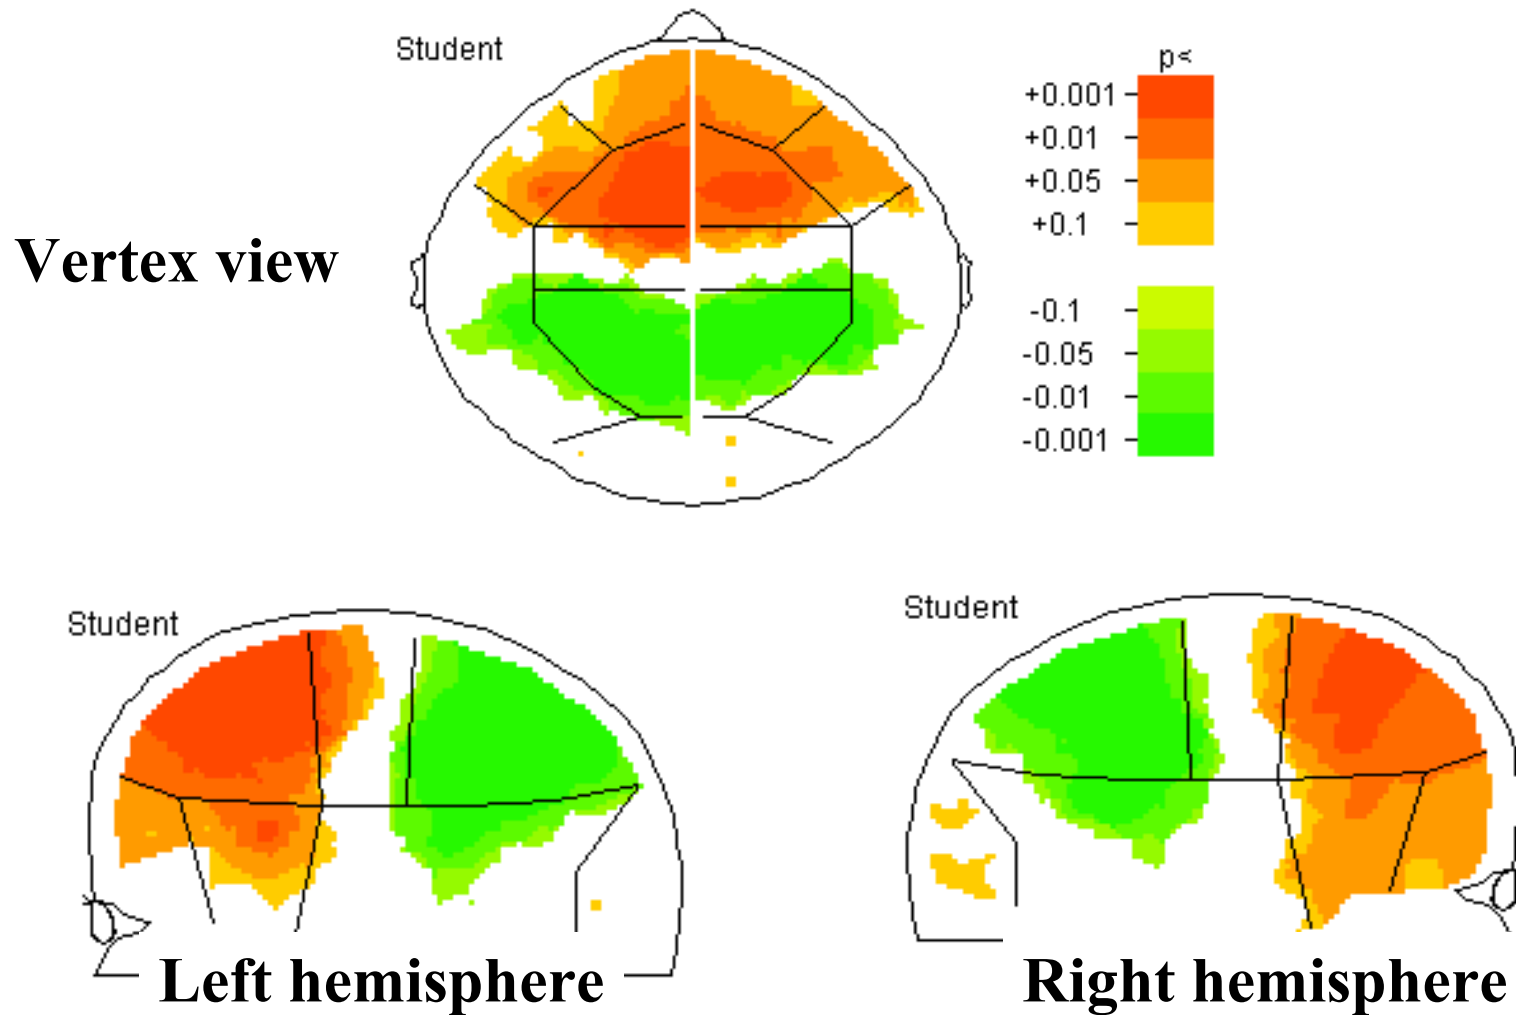 Student
p<
+0.001
+0.01
+0.05
+0.1
Vertex view
-0.1
-0.05
-0.01
-0.001
Student
Student
Left hemisphere
Right hemisphere